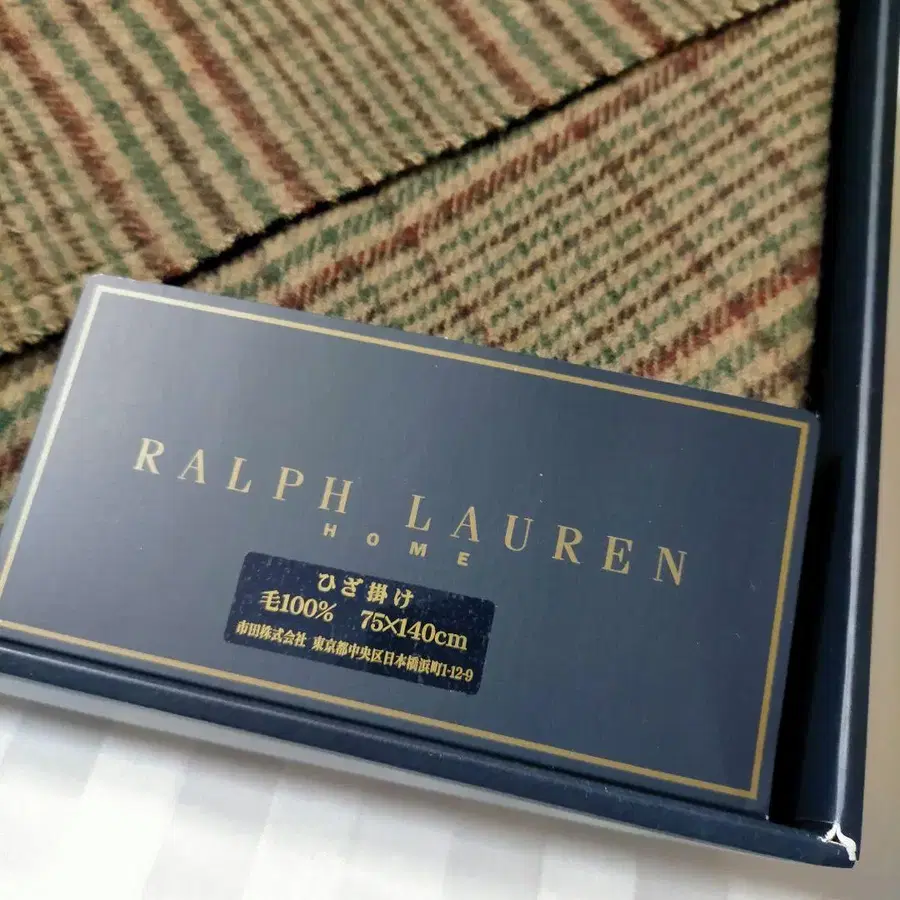 RALPH LAUREN
HOME
ひざ掛け
毛100% 75×140cm
市田株式会社 東京都中央区日本橋浜町1-12-9